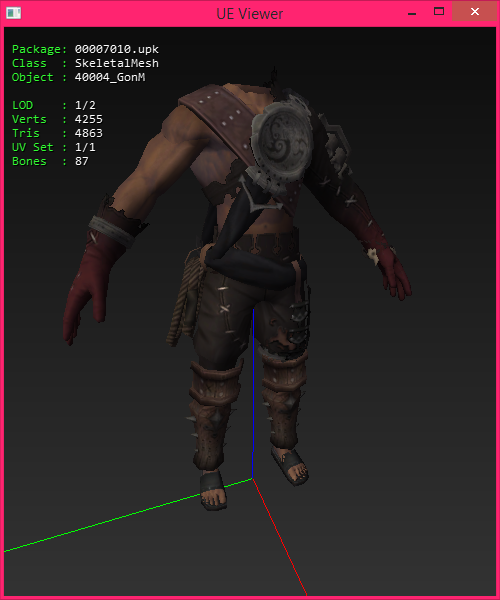 UE Viewer
Package: 00007010.upk
Class : SkeletalMesh
Object : 40004_GonM
LOD : 1/2
Verts : 4255
Tris : 4863
UV Set : 1/1
Bones : 87